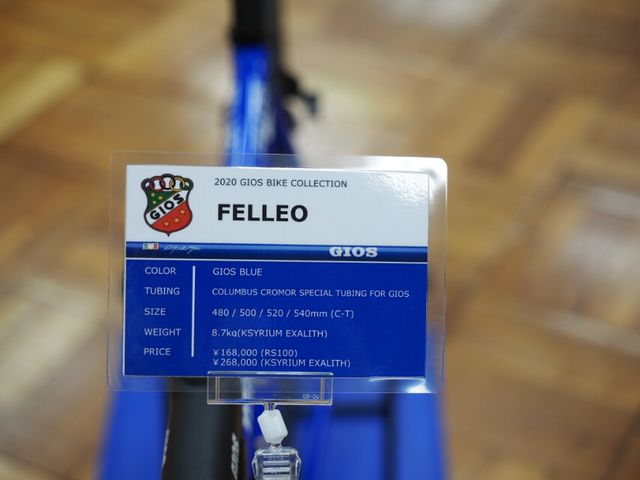 2020 GIOS BIKE COLLECTION
GIOS
FELLEO
GIOS
COLOR GIOS BLUE
TUBING COLUMBUS CROMOR SPECIAL TUBING FOR GIOS
SIZE 480 / 500 / 520 / 540mm (C-T)
WEIGHT 8.7kg(KSYRIUM EXALITH)
PRICE ¥168,000 (RS100)
¥268,000 (KSYRIUM EXALITH)